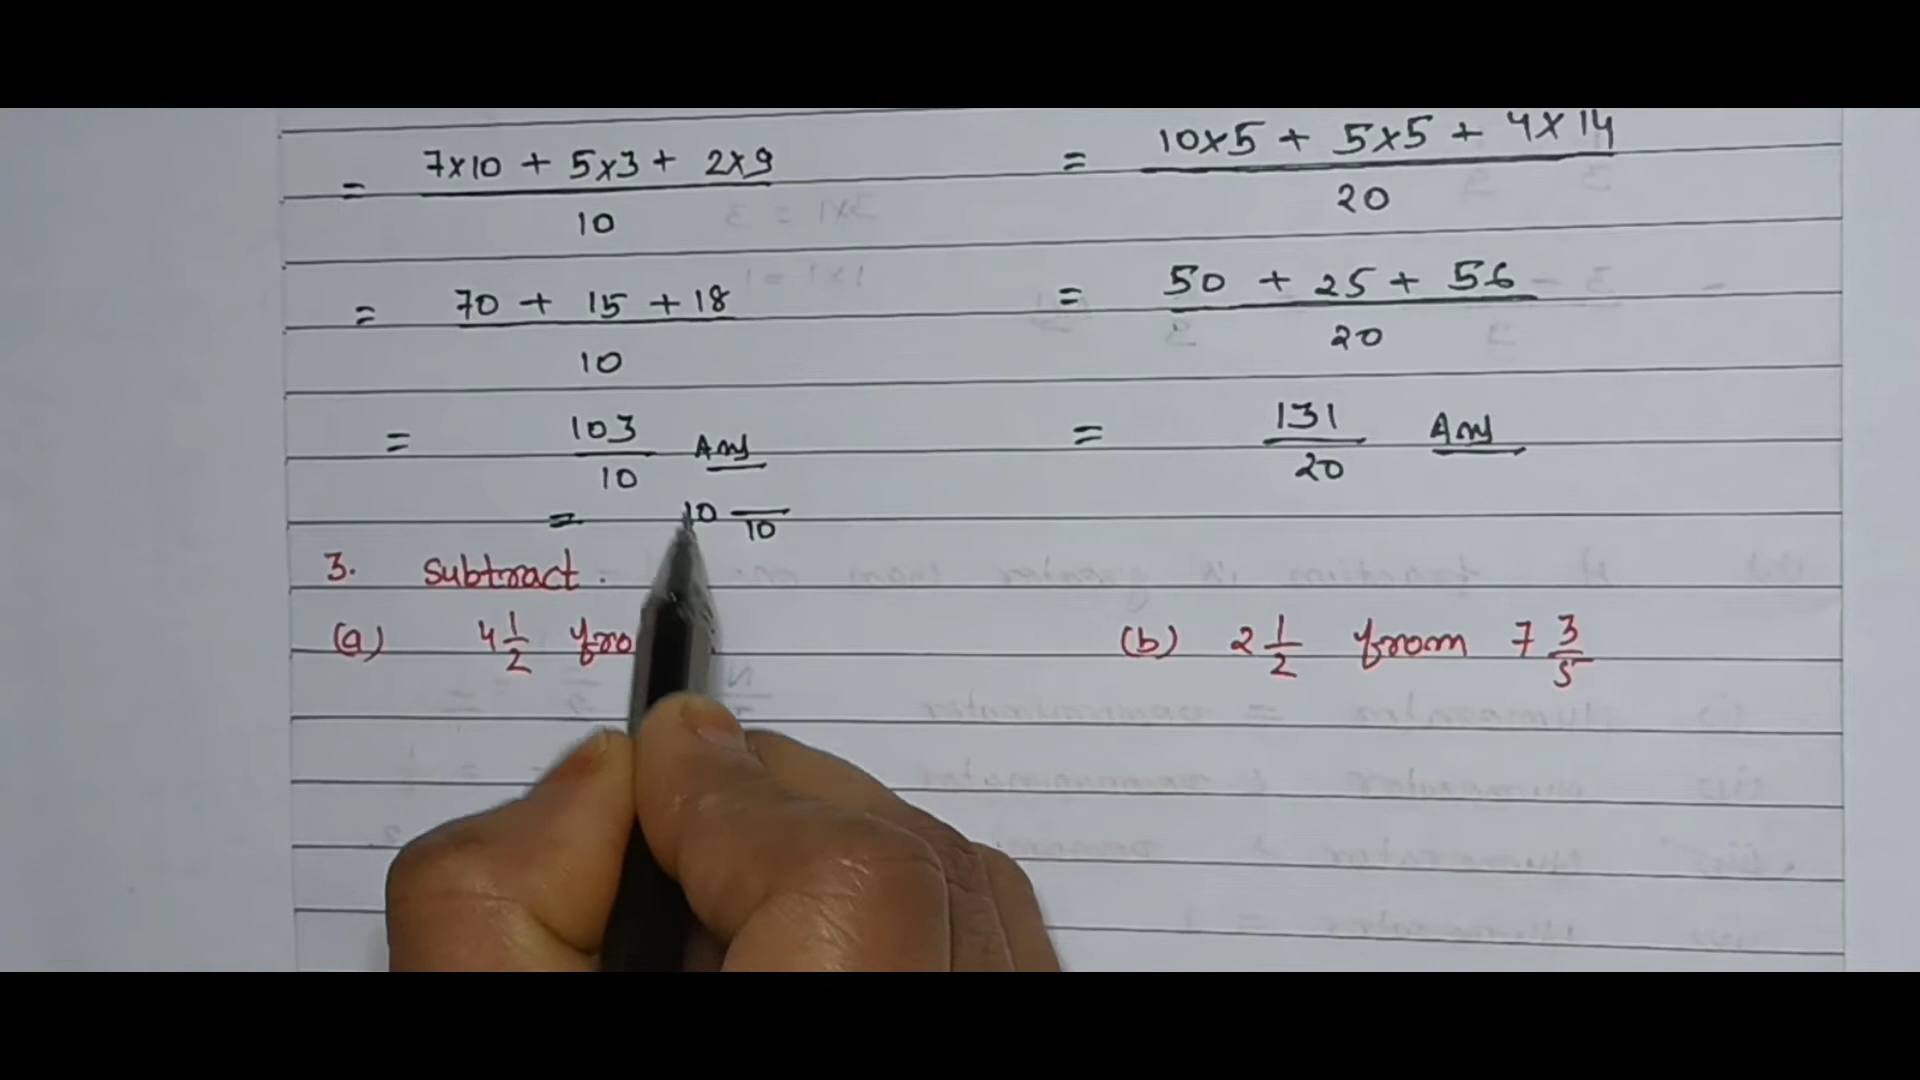 = 7x10 + 5x3 + 2x9 / 10
= 70 + 15 + 18 / 10
= 103 / 10 Ans
= 10 — / 10
= 10x5 + 5x5 + 4x14 / 20
= 50 + 25 + 56 / 20
= 131 / 20 Ans
3. Subtract.
(a) 4 1/2
(b) 2 1/2 from 7 3/5